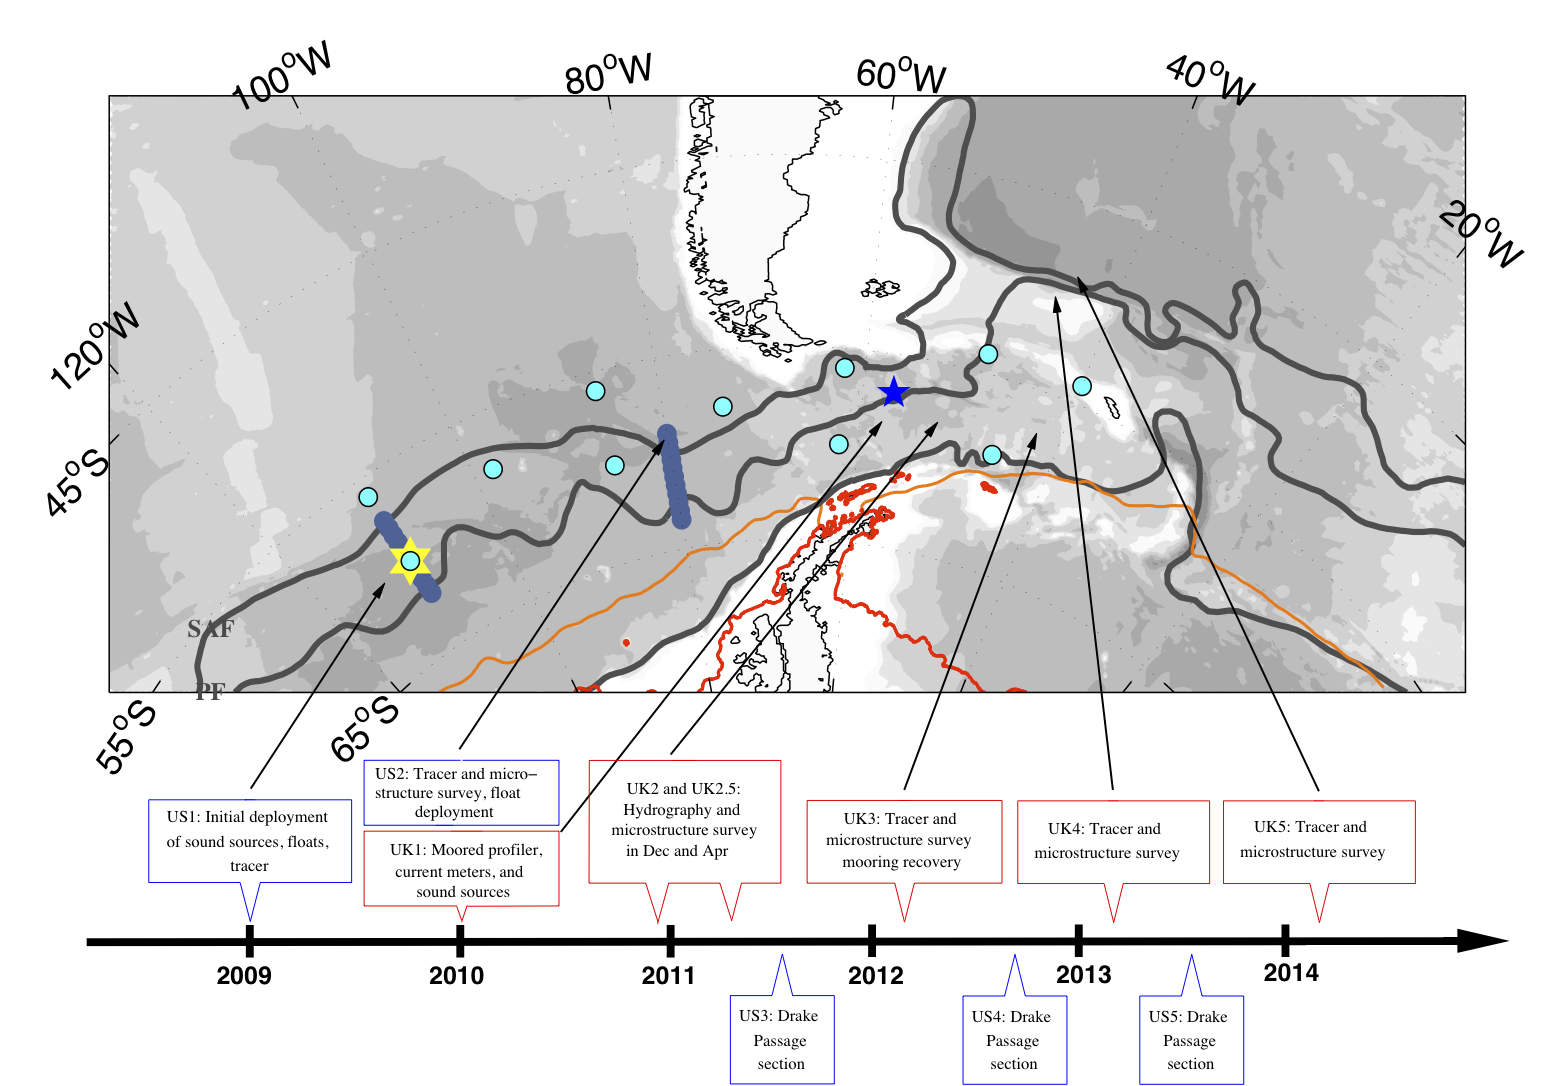 100°W
80°W
60°W
40°W
20°W
120°W
45°S
SAF
PF
55°S
65°S
US1: Initial deployment
of sound sources, floats,
tracer
US2: Tracer and micro−
structure survey, float
deployment
UK1: Moored profiler,
current meters, and
sound sources
UK2 and UK2.5:
Hydrography and
microstructure survey
in Dec and Apr
UK3: Tracer and
microstructure survey
mooring recovery
UK4: Tracer and
microstructure survey
UK5: Tracer and
microstructure survey
2009
2010
2011
2012
2013
2014
US3: Drake
Passage
section
US4: Drake
Passage
section
US5: Drake
Passage
section